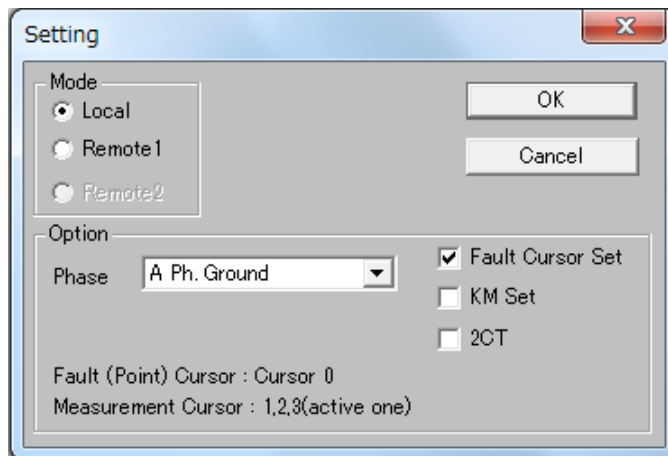 Setting
Mode
Local
Remote1
Remote2
OK
Cancel
Option
Phase
A Ph. Ground
Fault Cursor Set
KM Set
2CT
Fault (Point) Cursor : Cursor 0
Measurement Cursor : 1,2,3(active one)